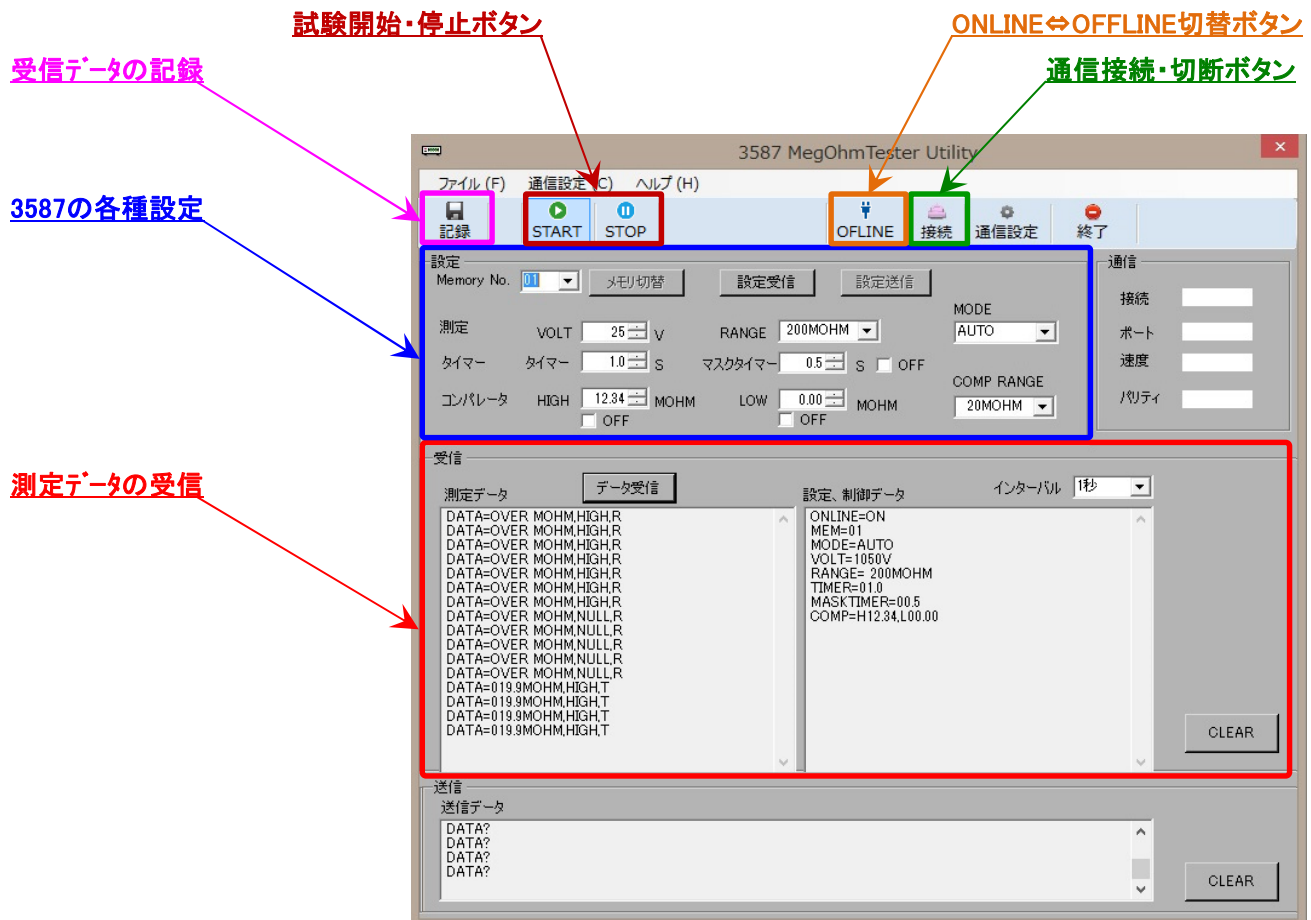 試験開始・停止ボタン
ONLINE⇔OFFLINE切替ボタン
受信ﾃﾞｰﾀの記録
通信接続・切断ボタン
3587 MegOhmTester Utility
ファイル (F) 通信設定 (C) ヘルプ (H)
3587の各種設定
記録 START STOP OFLINE 接続 通信設定 終了
設定 通信
Memory No. 01 メモリ切替 設定受信 設定送信
接続
MODE
測定 VOLT 25 V RANGE 200MOHM AUTO ポート
タイマー タイマー 1.0 S マスクタイマー 0.5 S OFF 速度
COMP RANGE
コンパレータ HIGH 12.34 MOHM LOW 0.00 MOHM 20MOHM パリティ
OFF OFF
受信
測定ﾃﾞｰﾀの受信
測定データ データ受信 設定、制御データ インターバル 1秒
DATA=OVER MOHM,HIGH,R
DATA=OVER MOHM,HIGH,R
DATA=OVER MOHM,HIGH,R
DATA=OVER MOHM,HIGH,R
DATA=OVER MOHM,HIGH,R
DATA=OVER MOHM,HIGH,R
DATA=OVER MOHM,HIGH,R
DATA=OVER MOHM,NULL,R
DATA=OVER MOHM,NULL,R
DATA=OVER MOHM,NULL,R
DATA=OVER MOHM,NULL,R
DATA=OVER MOHM,NULL,R
DATA=019.9MOHM,HIGH,T
DATA=019.9MOHM,HIGH,T
DATA=019.9MOHM,HIGH,T
DATA=019.9MOHM,HIGH,T
ONLINE=ON
MEM=01
MODE=AUTO
VOLT=1050V
RANGE= 200MOHM
TIMER=01.0
MASKTIMER=00.5
COMP=H12.34,L00.00
CLEAR
送信
送信データ
DATA?
DATA?
DATA?
DATA?
CLEAR